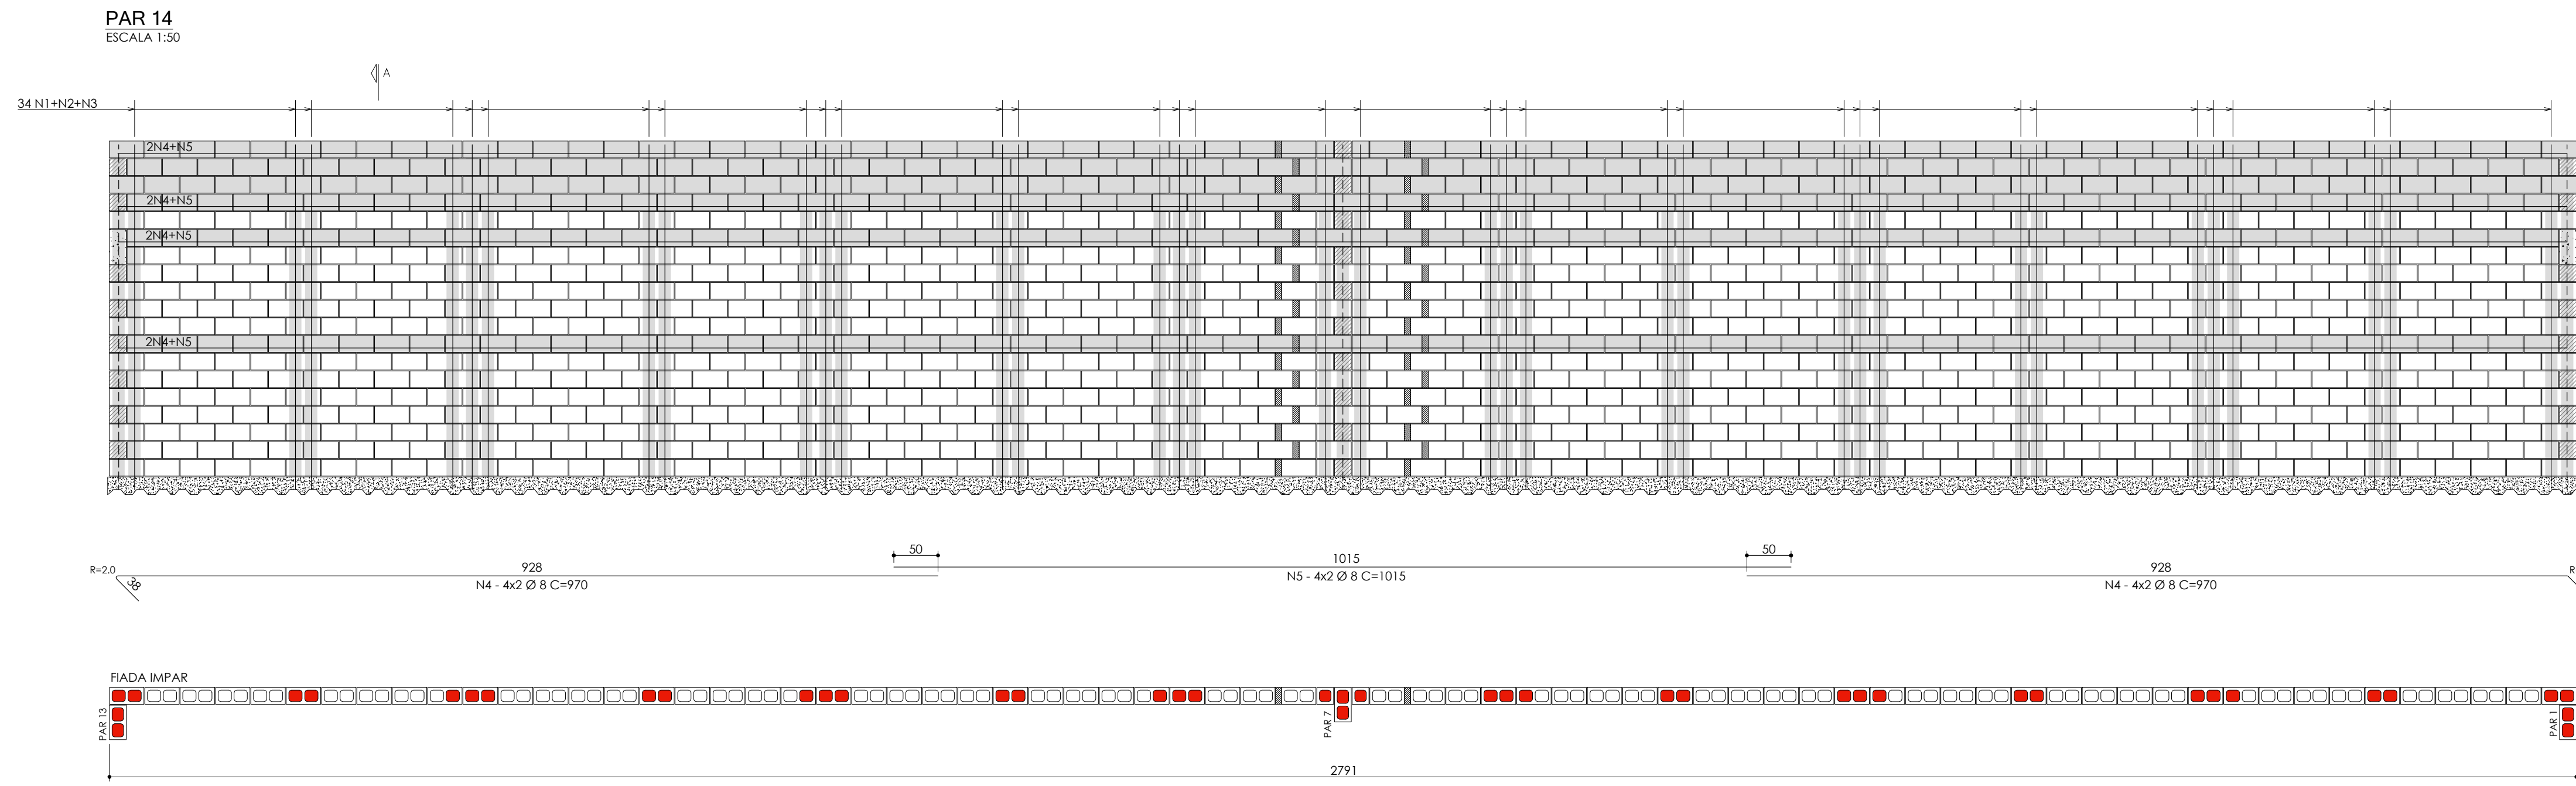 PAR 14
ESCALA 1:50
A
34 N1+N2+N3
2N4+N5
2N4+N5
2N4+N5
2N4+N5
50
1015
50
R=2.0
38
928
N4 - 4x2 Ø 8 C=970
N5 - 4x2 Ø 8 C=1015
928
N4 - 4x2 Ø 8 C=970
R
FIADA IMPAR
PAR 13
PAR 7
PAR 1
2791